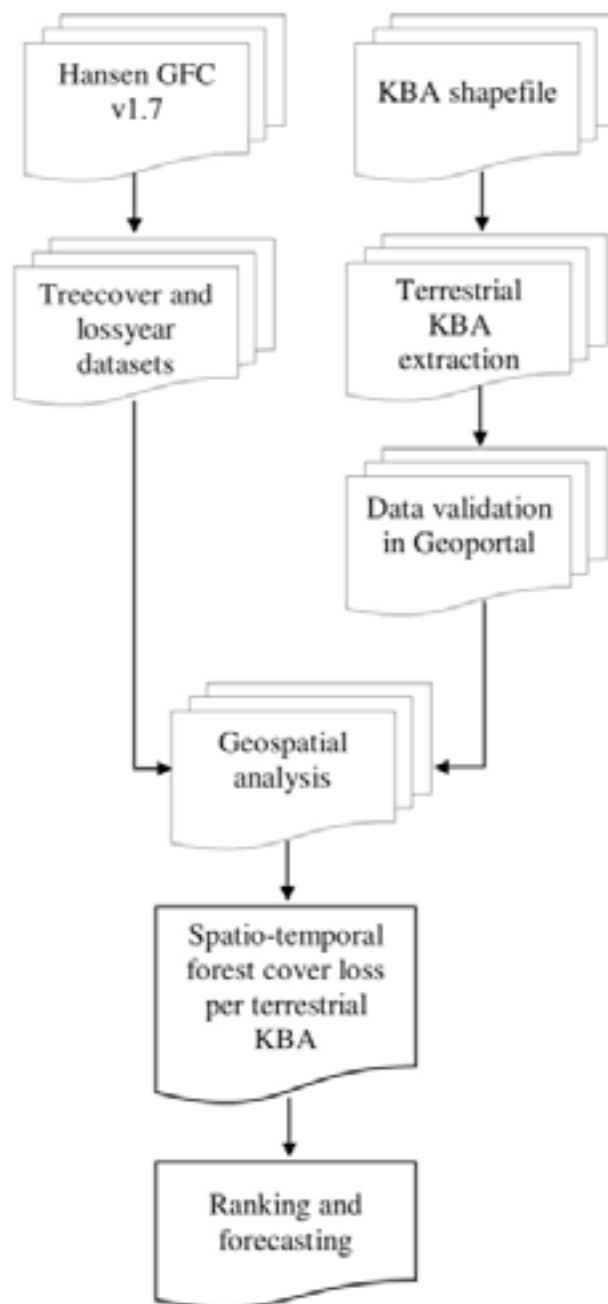 Hansen GFC
v1.7
KBA shapefile
Treecover and
lossyear
datasets
Terrestrial
KBA
extraction
Data validation
in Geoportal
Geospatial
analysis
Spatio-temporal
forest cover loss
per terrestrial
KBA
Ranking and
forecasting